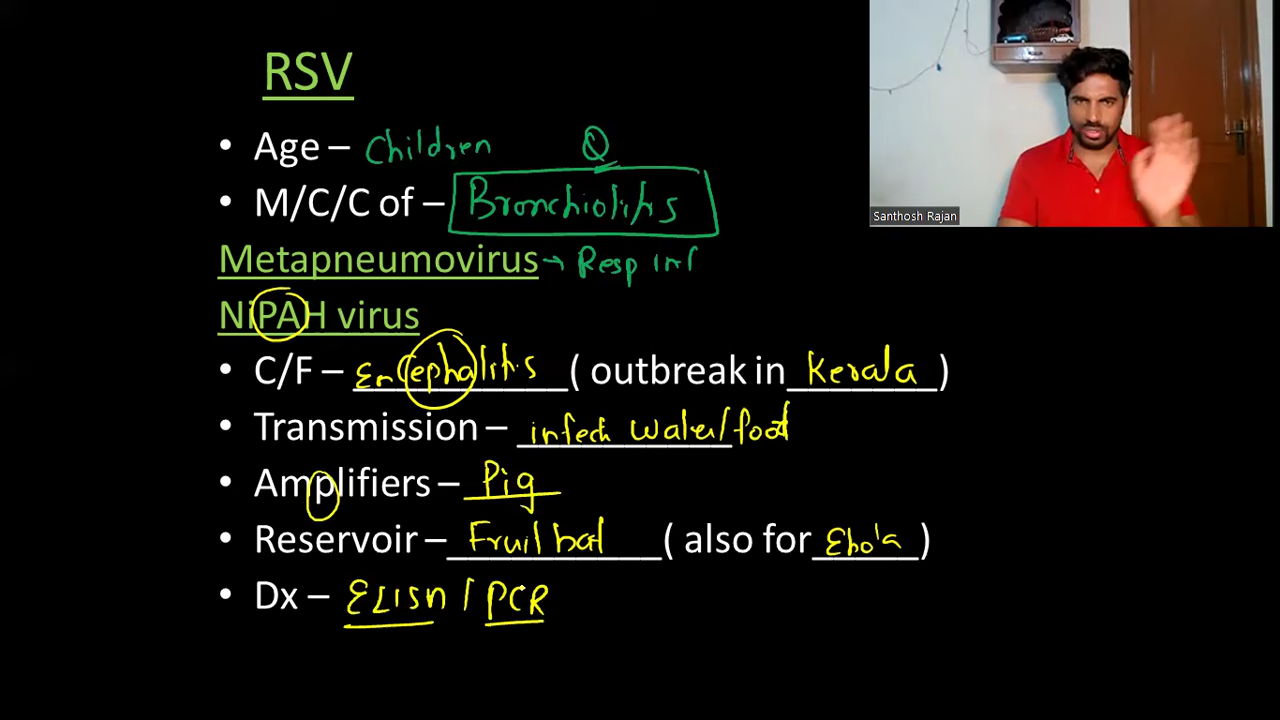 RSV
• Age – Children Q
• M/C/C of – Bronchiolitis
Metapneumovirus → Resp inf
NiPAH virus
• C/F – Encephalitis ( outbreak in Kerala )
• Transmission – infect water/food
• Amplifiers – Pig
• Reservoir – Fruit bat ( also for Ebola )
• Dx – ELISA / PCR
Santhosh Rajan